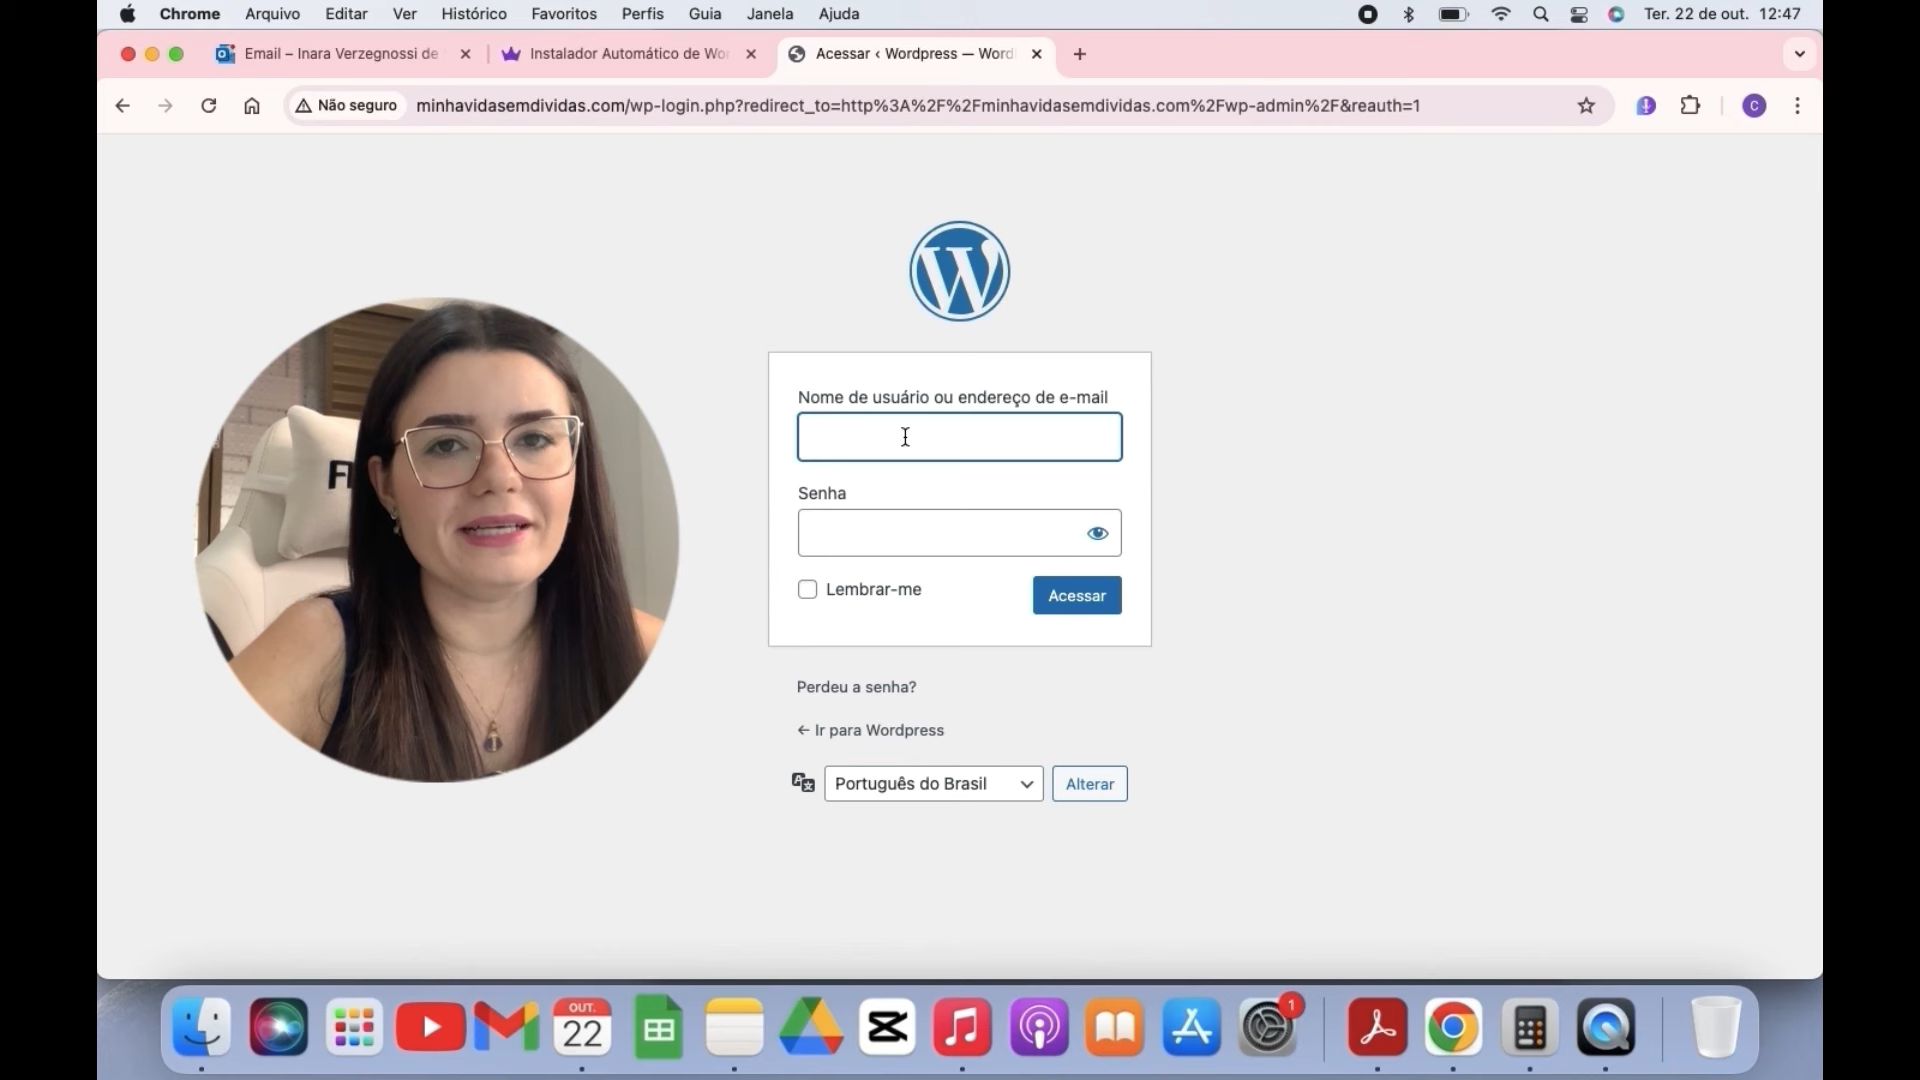 Chrome Arquivo Editar Ver Histórico Favoritos Perfis Guia Janela Ajuda Ter. 22 de out. 12:47
Email – Inara Verzegnossi de
Instalador Automático de Wor
Acessar ‹ Wordpress — Word
Não seguro minhavidasemdividas.com/wp-login.php?redirect_to=http%3A%2F%2Fminhavidasemdividas.com%2Fwp-admin%2F&reauth=1
C
Nome de usuário ou endereço de e-mail
Senha
Lembrar-me
Acessar
Perdeu a senha?
← Ir para Wordpress
Português do Brasil
Alterar
OUT.
22
1